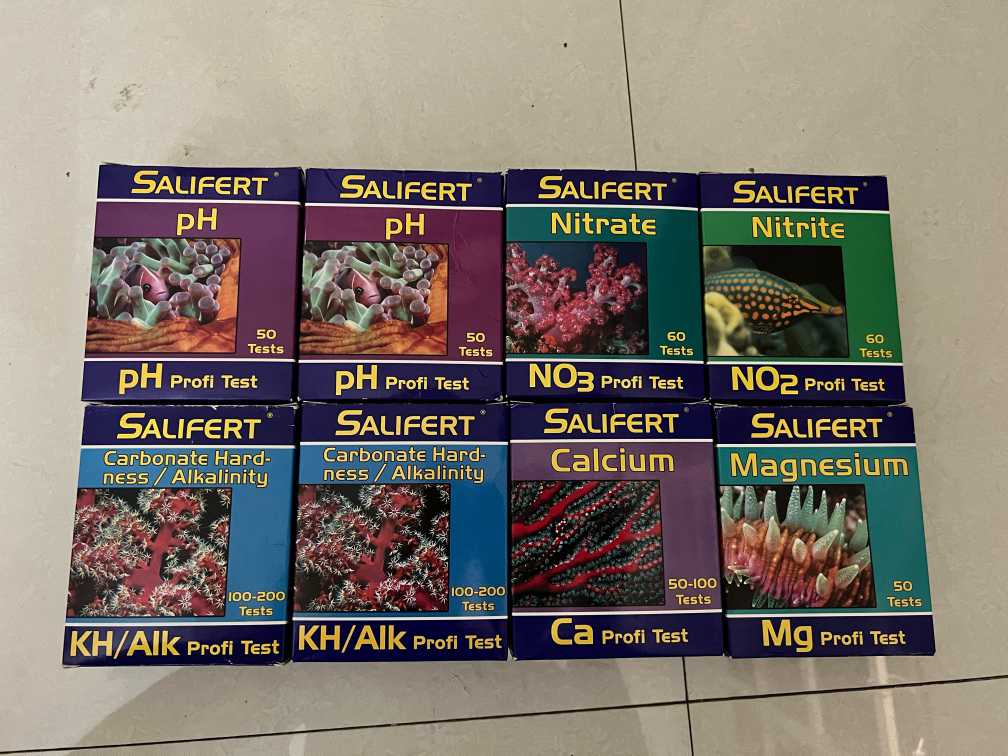 SALIFERT
pH
50
Tests
pH Profi Test
SALIFERT
pH
50
Tests
pH Profi Test
SALIFERT
Nitrate
60
Tests
NO3 Profi Test
SALIFERT
Nitrite
60
Tests
NO2 Profi Test
SALIFERT
Carbonate Hard-
ness / Alkalinity
100-200
Tests
KH/Alk Profi Test
SALIFERT
Carbonate Hard-
ness / Alkalinity
100-200
Tests
KH/Alk Profi Test
SALIFERT
Calcium
50-100
Tests
Ca Profi Test
SALIFERT
Magnesium
50
Tests
Mg Profi Test